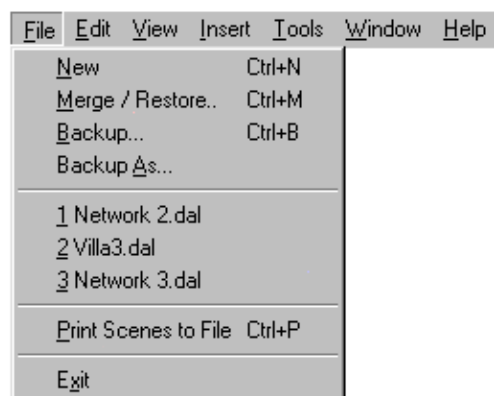 File Edit View Insert Tools Window Help
New Ctrl+N
Merge / Restore.. Ctrl+M
Backup... Ctrl+B
Backup As...
1 Network 2.dal
2 Villa3.dal
3 Network 3.dal
Print Scenes to File Ctrl+P
Exit